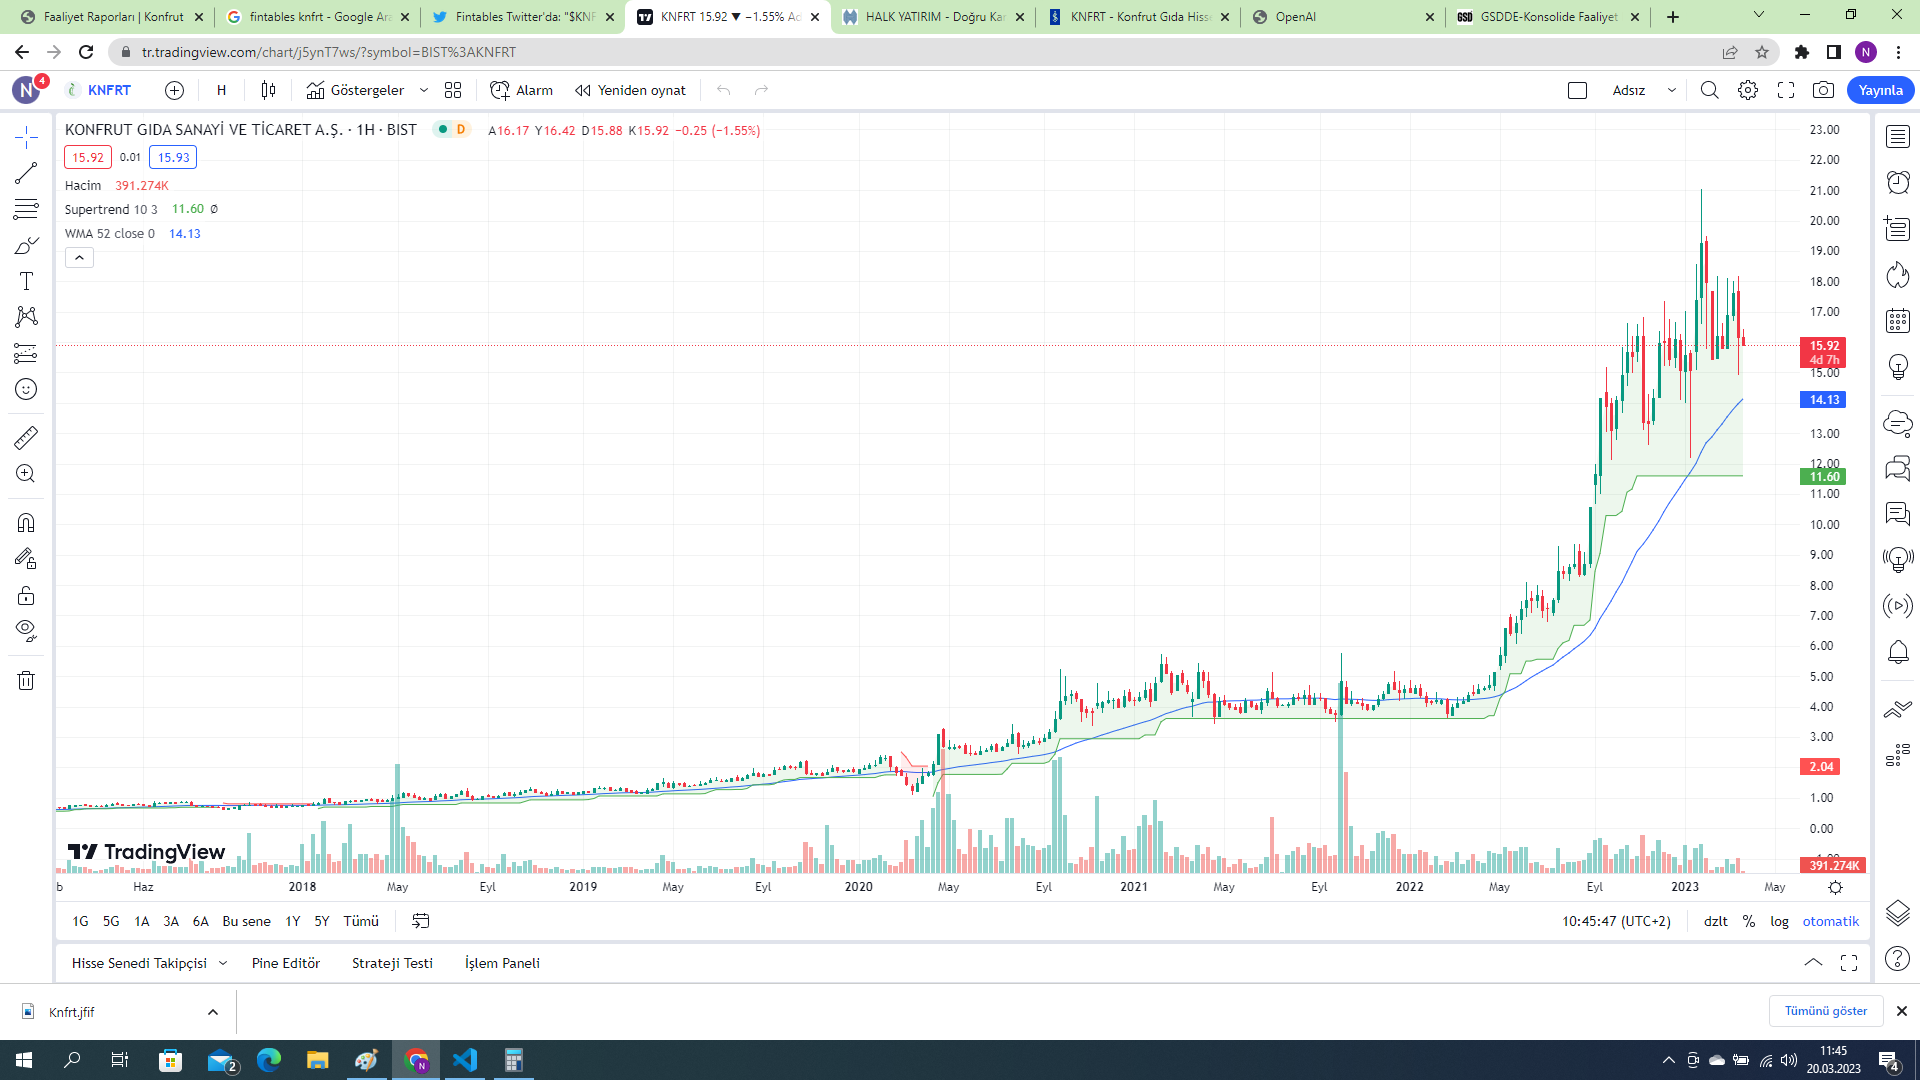 Faaliyet Raporları | Konfrut
fintables knfrt - Google Ara
Fintables Twitter'da: "$KNF
KNFRT 15.92 ▼ −1.55% Ad
HALK YATIRIM - Doğru Kar
KNFRT - Konfrut Gıda Hisse
OpenAI
GSD GSDDE-Konsolide Faaliyet
tr.tradingview.com/chart/j5ynT7ws/?symbol=BIST%3AKNFRT
N
N 4 KNFRT H Göstergeler Alarm Yeniden oynat Adsız Yayınla
KONFRUT GIDA SANAYİ VE TİCARET A.Ş. · 1H · BIST D A16.17 Y16.42 D15.88 K15.92 −0.25 (−1.55%)
15.92 0.01 15.93
Hacim 391.274K
Supertrend 10 3 11.60 Ø
WMA 52 close 0 14.13
23.00
22.00
21.00
20.00
19.00
18.00
17.00
15.92
4d 7h
15.00
14.13
13.00
12.00
11.60
11.00
10.00
9.00
8.00
7.00
6.00
5.00
4.00
3.00
2.04
1.00
0.00
391.274K
TradingView
b Haz 2018 May Eyl 2019 May Eyl 2020 May Eyl 2021 May Eyl 2022 May Eyl 2023 May
1G 5G 1A 3A 6A Bu sene 1Y 5Y Tümü 10:45:47 (UTC+2) dzlt % log otomatik
Hisse Senedi Takipçisi Pine Editör Strateji Testi İşlem Paneli
Knfrt.jfif Tümünü göster
2
N
11:45
20.03.2023
4